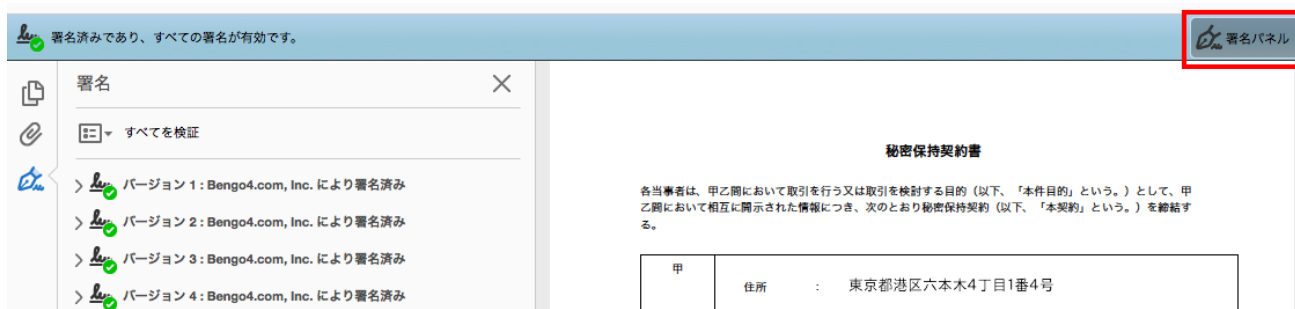 署名済みであり、すべての署名が有効です。
署名パネル
署名
すべてを検証
バージョン 1 : Bengo4.com, Inc. により署名済み
バージョン 2 : Bengo4.com, Inc. により署名済み
バージョン 3 : Bengo4.com, Inc. により署名済み
バージョン 4 : Bengo4.com, Inc. により署名済み
秘密保持契約書
各当事者は、甲乙間において取引を行う又は取引を検討する目的（以下、「本件目的」という。）として、甲
乙間において相互に開示された情報につき、次のとおり秘密保持契約（以下、「本契約」という。）を締結す
る。
甲
住所 : 東京都港区六本木4丁目1番4号